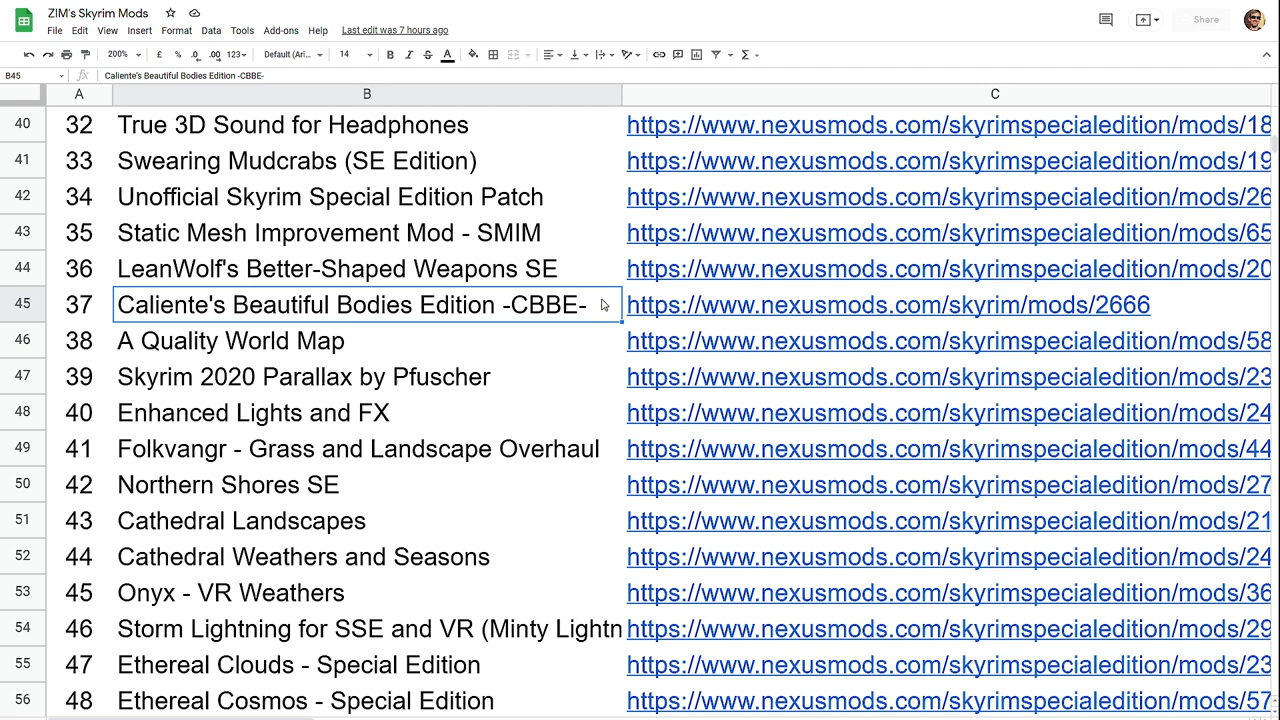 ZIM's Skyrim Mods
File Edit View Insert Format Data Tools Add-ons Help Last edit was 7 hours ago
Share
200% £ % .0 .00 123 Default (Ari... 14 B I S A
B45 fx Caliente's Beautiful Bodies Edition -CBBE-
A B C
40 32 True 3D Sound for Headphones https://www.nexusmods.com/skyrimspecialedition/mods/18
41 33 Swearing Mudcrabs (SE Edition) https://www.nexusmods.com/skyrimspecialedition/mods/19
42 34 Unofficial Skyrim Special Edition Patch https://www.nexusmods.com/skyrimspecialedition/mods/26
43 35 Static Mesh Improvement Mod - SMIM https://www.nexusmods.com/skyrimspecialedition/mods/65
44 36 LeanWolf's Better-Shaped Weapons SE https://www.nexusmods.com/skyrimspecialedition/mods/20
45 37 Caliente's Beautiful Bodies Edition -CBBE- https://www.nexusmods.com/skyrim/mods/2666
46 38 A Quality World Map https://www.nexusmods.com/skyrimspecialedition/mods/58
47 39 Skyrim 2020 Parallax by Pfuscher https://www.nexusmods.com/skyrimspecialedition/mods/23
48 40 Enhanced Lights and FX https://www.nexusmods.com/skyrimspecialedition/mods/24
49 41 Folkvangr - Grass and Landscape Overhaul https://www.nexusmods.com/skyrimspecialedition/mods/44
50 42 Northern Shores SE https://www.nexusmods.com/skyrimspecialedition/mods/27
51 43 Cathedral Landscapes https://www.nexusmods.com/skyrimspecialedition/mods/21
52 44 Cathedral Weathers and Seasons https://www.nexusmods.com/skyrimspecialedition/mods/24
53 45 Onyx - VR Weathers https://www.nexusmods.com/skyrimspecialedition/mods/36
54 46 Storm Lightning for SSE and VR (Minty Lightn https://www.nexusmods.com/skyrimspecialedition/mods/29
55 47 Ethereal Clouds - Special Edition https://www.nexusmods.com/skyrimspecialedition/mods/23
56 48 Ethereal Cosmos - Special Edition https://www.nexusmods.com/skyrimspecialedition/mods/57